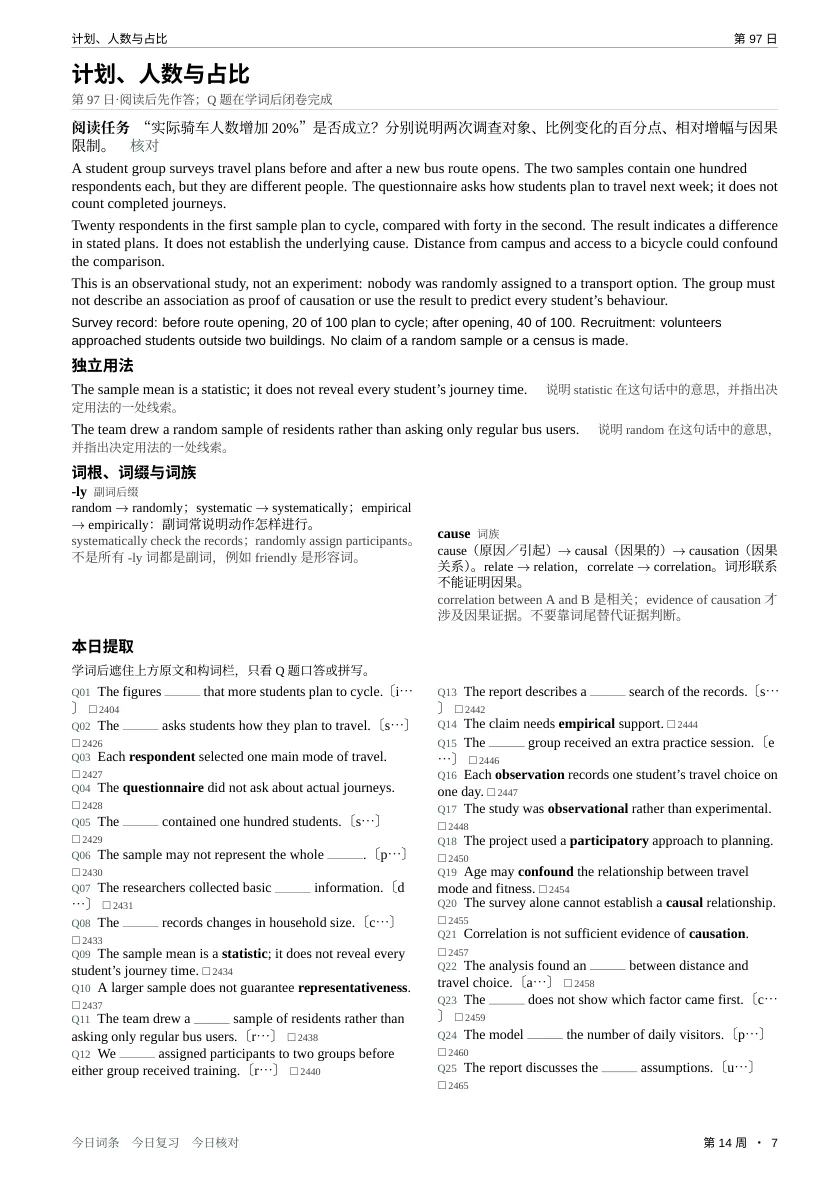 计划、人数与占比
第 97 日
计划、人数与占比
第 97 日·阅读后先作答；Q 题在学词后闭卷完成
阅读任务 “实际骑车人数增加 20%”是否成立？分别说明两次调查对象、比例变化的百分点、相对增幅与因果
限制。 核对
A student group surveys travel plans before and after a new bus route opens. The two samples contain one hundred
respondents each, but they are different people. The questionnaire asks how students plan to travel next week; it does not
count completed journeys.
Twenty respondents in the first sample plan to cycle, compared with forty in the second. The result indicates a difference
in stated plans. It does not establish the underlying cause. Distance from campus and access to a bicycle could confound
the comparison.
This is an observational study, not an experiment: nobody was randomly assigned to a transport option. The group must
not describe an association as proof of causation or use the result to predict every student’s behaviour.
Survey record: before route opening, 20 of 100 plan to cycle; after opening, 40 of 100. Recruitment: volunteers
approached students outside two buildings. No claim of a random sample or a census is made.
独立用法
The sample mean is a statistic; it does not reveal every student’s journey time. 说明 statistic 在这句话中的意思，并指出决
定用法的一处线索。
The team drew a random sample of residents rather than asking only regular bus users. 说明 random 在这句话中的意思，
并指出决定用法的一处线索。
词根、词缀与词族
-ly 副词后缀
random → randomly；systematic → systematically；empirical
→ empirically：副词常说明动作怎样进行。
systematically check the records；randomly assign participants。
不是所有 -ly 词都是副词，例如 friendly 是形容词。
cause 词族
cause（原因／引起）→ causal（因果的）→ causation（因果
关系）。relate → relation，correlate → correlation。词形联系
不能证明因果。
correlation between A and B 是相关；evidence of causation 才
涉及因果证据。不要靠词尾替代证据判断。
本日提取
学词后遮住上方原文和构词栏，只看 Q 题口答或拼写。
Q01 The figures _____ that more students plan to cycle.〔i…
〕 □ 2404
Q02 The _____ asks students how they plan to travel.〔s…〕
□ 2426
Q03 Each respondent selected one main mode of travel.
□ 2427
Q04 The questionnaire did not ask about actual journeys.
□ 2428
Q05 The _____ contained one hundred students.〔s…〕
□ 2429
Q06 The sample may not represent the whole _____.〔p…〕
□ 2430
Q07 The researchers collected basic _____ information.〔d
…〕 □ 2431
Q08 The _____ records changes in household size.〔c…〕
□ 2433
Q09 The sample mean is a statistic; it does not reveal every
student’s journey time. □ 2434
Q10 A larger sample does not guarantee representativeness.
□ 2437
Q11 The team drew a _____ sample of residents rather than
asking only regular bus users.〔r…〕 □ 2438
Q12 We _____ assigned participants to two groups before
either group received training.〔r…〕 □ 2440
Q13 The report describes a _____ search of the records.〔s…
〕 □ 2442
Q14 The claim needs empirical support. □ 2444
Q15 The _____ group received an extra practice session.〔e
…〕 □ 2446
Q16 Each observation records one student’s travel choice on
one day. □ 2447
Q17 The study was observational rather than experimental.
□ 2448
Q18 The project used a participatory approach to planning.
□ 2450
Q19 Age may confound the relationship between travel
mode and fitness. □ 2454
Q20 The survey alone cannot establish a causal relationship.
□ 2455
Q21 Correlation is not sufficient evidence of causation.
□ 2457
Q22 The analysis found an _____ between distance and
travel choice.〔a…〕 □ 2458
Q23 The _____ does not show which factor came first.〔c…
〕 □ 2459
Q24 The model _____ the number of daily visitors.〔p…〕
□ 2460
Q25 The report discusses the _____ assumptions.〔u…〕
□ 2465
今日词条 今日复习 今日核对
第 14 周 · 7